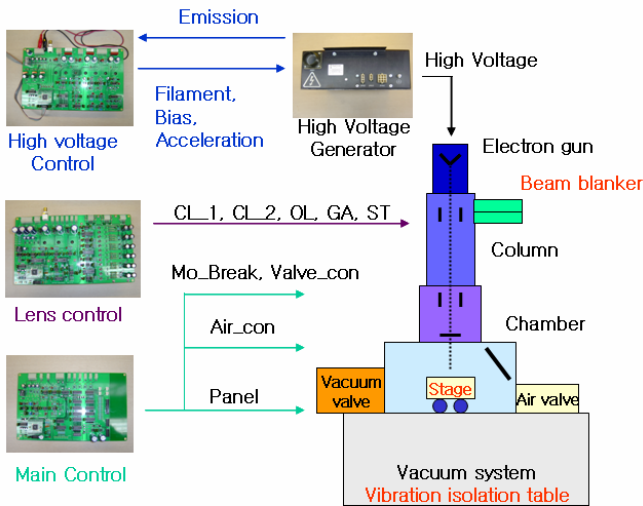 Emission
High Voltage
Filament,
Bias,
Acceleration
High voltage
Control
High Voltage
Generator
Electron gun
Beam blanker
CL_1, CL_2, OL, GA, ST
Column
Lens control
Mo_Break, Valve_con
Air_con
Chamber
Panel
Vacuum
valve
Stage
Air valve
Main Control
Vacuum system
Vibration isolation table